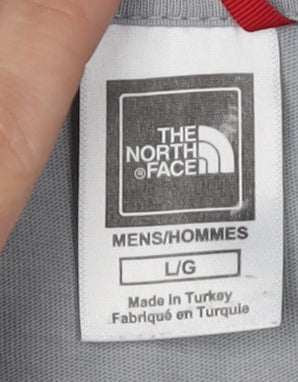 THE
NORTH
®FACE
MENS/HOMMES
L/G
Made In Turkey
Fabriqué en Turquie